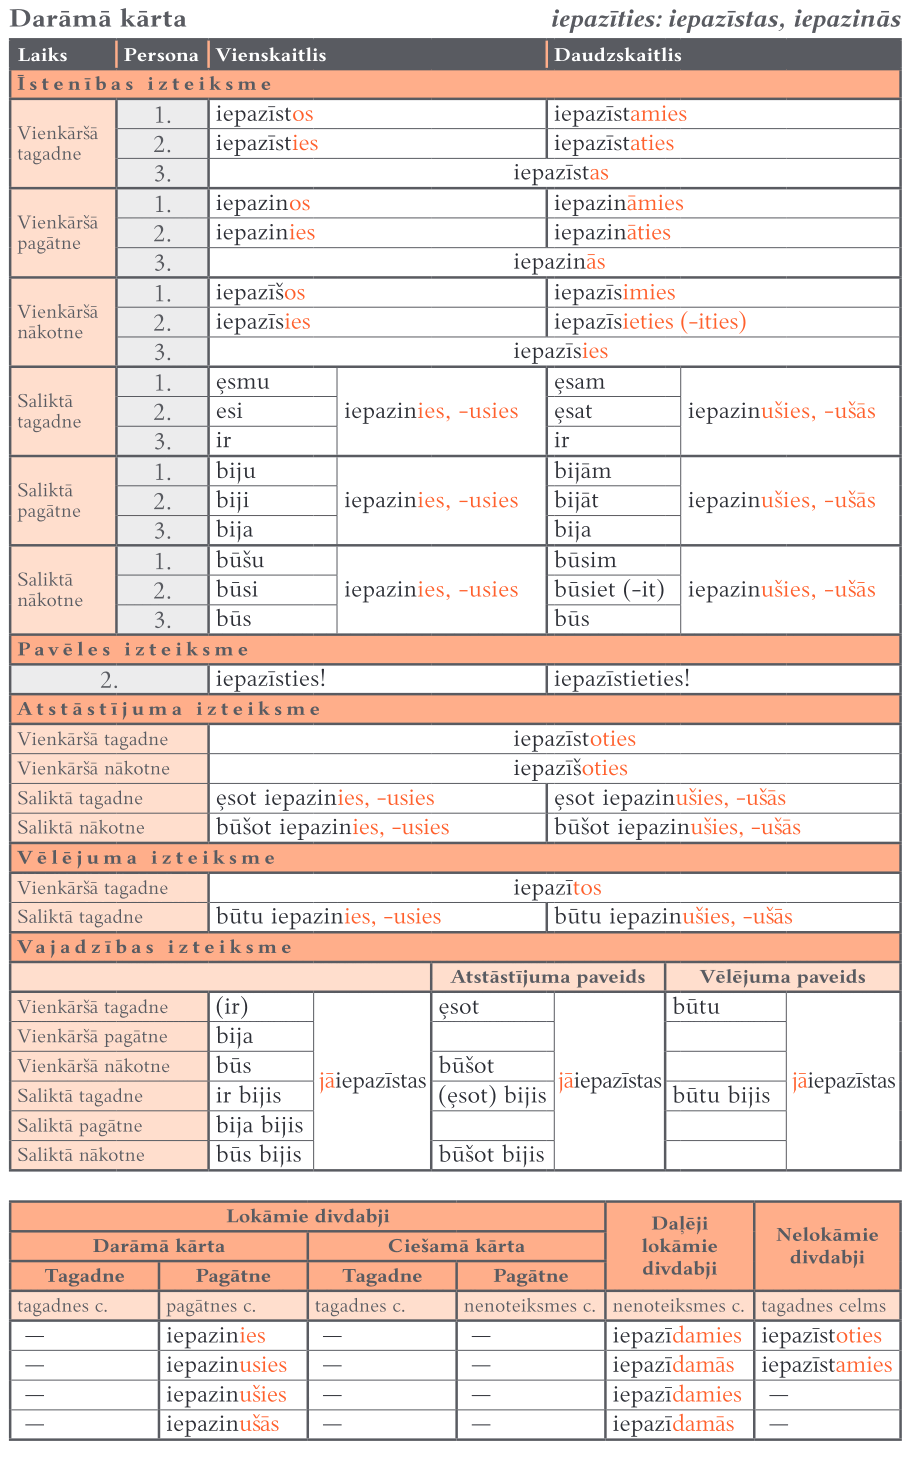 Darāmā kārta iepazīties: iepazīstas, iepazinās
Laiks Persona Vienskaitlis Daudzskaitlis
Īstenības izteiksme
Vienkāršā tagadne
1. iepazīstos iepazīstamies
2. iepazīsties iepazīstaties
3. iepazīstas
Vienkāršā pagātne
1. iepazinos iepazināmies
2. iepazinies iepazināties
3. iepazinās
Vienkāršā nākotne
1. iepazīšos iepazīsimies
2. iepazīsies iepazīsieties (-ities)
3. iepazīsies
Saliktā tagadne
1. ȩsmu ȩsam
2. esi iepazinies, -usies ȩsat iepazinušies, -ušās
3. ir ir
Saliktā pagātne
1. biju bijām
2. biji iepazinies, -usies bijāt iepazinušies, -ušās
3. bija bija
Saliktā nākotne
1. būšu būsim
2. būsi iepazinies, -usies būsiet (-it) iepazinušies, -ušās
3. būs būs
Pavēles izteiksme
2. iepazīsties! iepazīstieties!
Atstāstījuma izteiksme
Vienkāršā tagadne iepazīstoties
Vienkāršā nākotne iepazīšoties
Saliktā tagadne ȩsot iepazinies, -usies ȩsot iepazinušies, -ušās
Saliktā nākotne būšot iepazinies, -usies būšot iepazinušies, -ušās
Vēlējuma izteiksme
Vienkāršā tagadne iepazītos
Saliktā tagadne būtu iepazinies, -usies būtu iepazinušies, -ušās
Vajadzības izteiksme
Atstāstījuma paveids Vēlējuma paveids
Vienkāršā tagadne (ir) ȩsot būtu
Vienkāršā pagātne bija
Vienkāršā nākotne būs būšot
jāiepazīstas jāiepazīstas jāiepazīstas
Saliktā tagadne ir bijis (ȩsot) bijis būtu bijis
Saliktā pagātne bija bijis
Saliktā nākotne būs bijis būšot bijis
Lokāmie divdabji Daļēji lokāmie divdabji Nelokāmie divdabji
Darāmā kārta Ciešamā kārta
Tagadne Pagātne Tagadne Pagātne
tagadnes c. pagātnes c. tagadnes c. nenoteiksmes c. nenoteiksmes c. tagadnes celms
— iepazinies — — iepazīdamies iepazīstoties
— iepazinusies — — iepazīdamās iepazīstamies
— iepazinušies — — iepazīdamies —
— iepazinušās — — iepazīdamās —